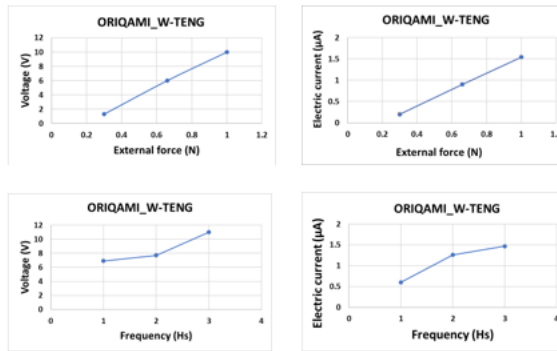 ORIQAMI_W-TENG
Voltage (V)
12
10
8
6
4
2
0
0 0.2 0.4 0.6 0.8 1 1.2
External force (N)
ORIQAMI_W-TENG
Electric current (μA)
2
1.5
1
0.5
0
0 0.2 0.4 0.6 0.8 1 1.2
External force (N)
ORIQAMI_W-TENG
Voltage (V)
12
10
8
6
4
2
0
0 1 2 3 4
Frequency (Hs)
ORIQAMI_W-TENG
Electric current (μA)
2
1.5
1
0.5
0
0 1 2 3 4
Frequency (Hs)